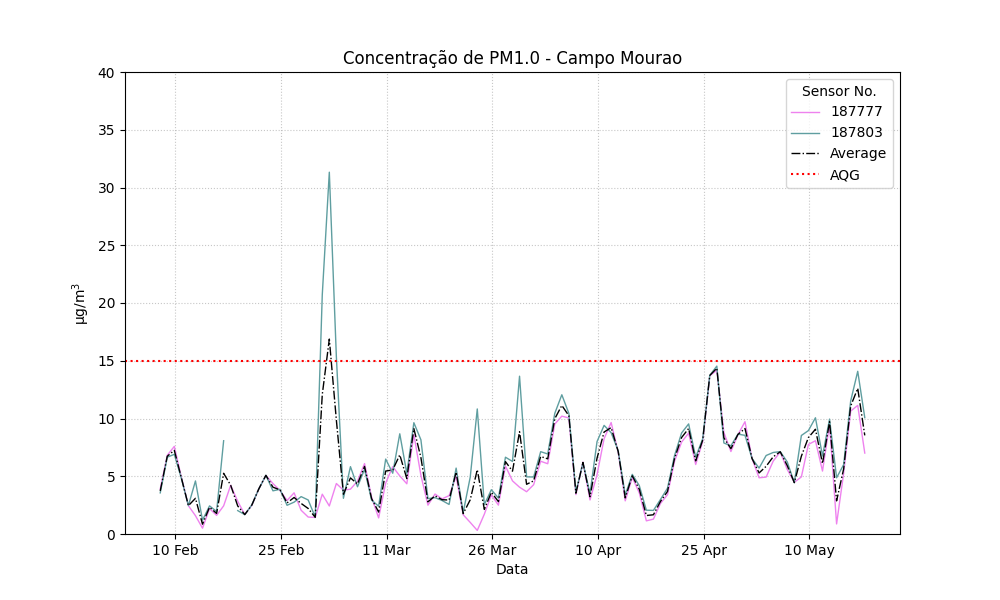 Concentração de PM1.0 - Campo Mourao
40
35
30
25
20
15
10
5
0
µg/m³
Sensor No.
187777
187803
Average
AQG
10 Feb
25 Feb
11 Mar
26 Mar
10 Apr
25 Apr
10 May
Data